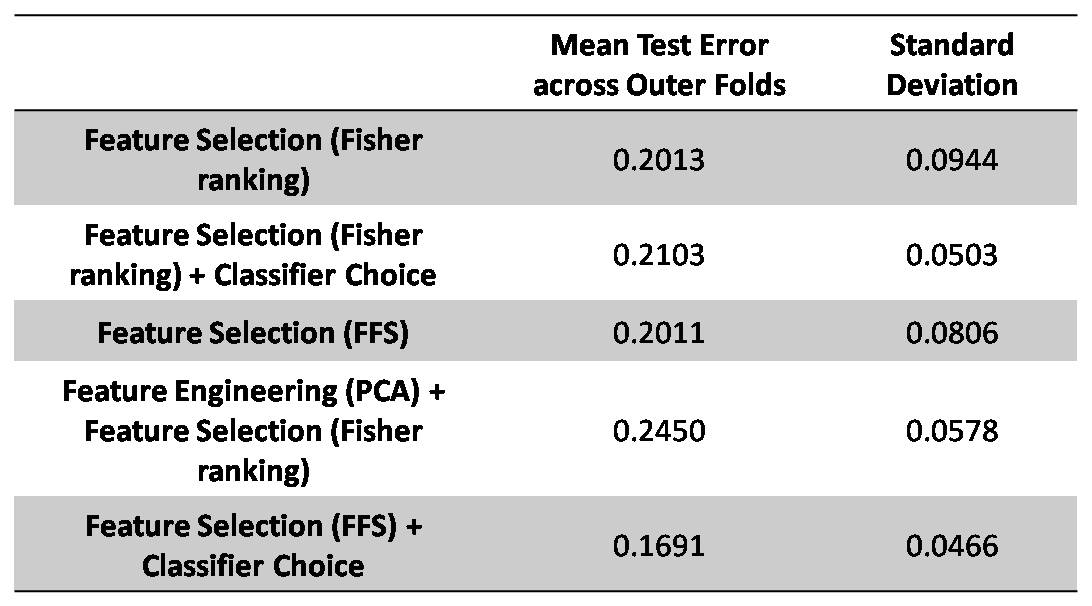 Mean Test Error
across Outer Folds
Standard
Deviation
Feature Selection (Fisher
ranking)
0.2013
0.0944
Feature Selection (Fisher
ranking) + Classifier Choice
0.2103
0.0503
Feature Selection (FFS)
0.2011
0.0806
Feature Engineering (PCA) +
Feature Selection (Fisher
ranking)
0.2450
0.0578
Feature Selection (FFS) +
Classifier Choice
0.1691
0.0466